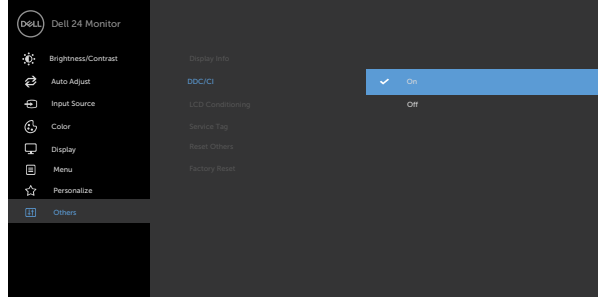 DELL Dell 24 Monitor
Brightness/Contrast
Display Info
Auto Adjust
DDC/CI
On
Input Source
LCD Conditioning
Off
Color
Service Tag
Display
Reset Others
Menu
Factory Reset
Personalize
Others